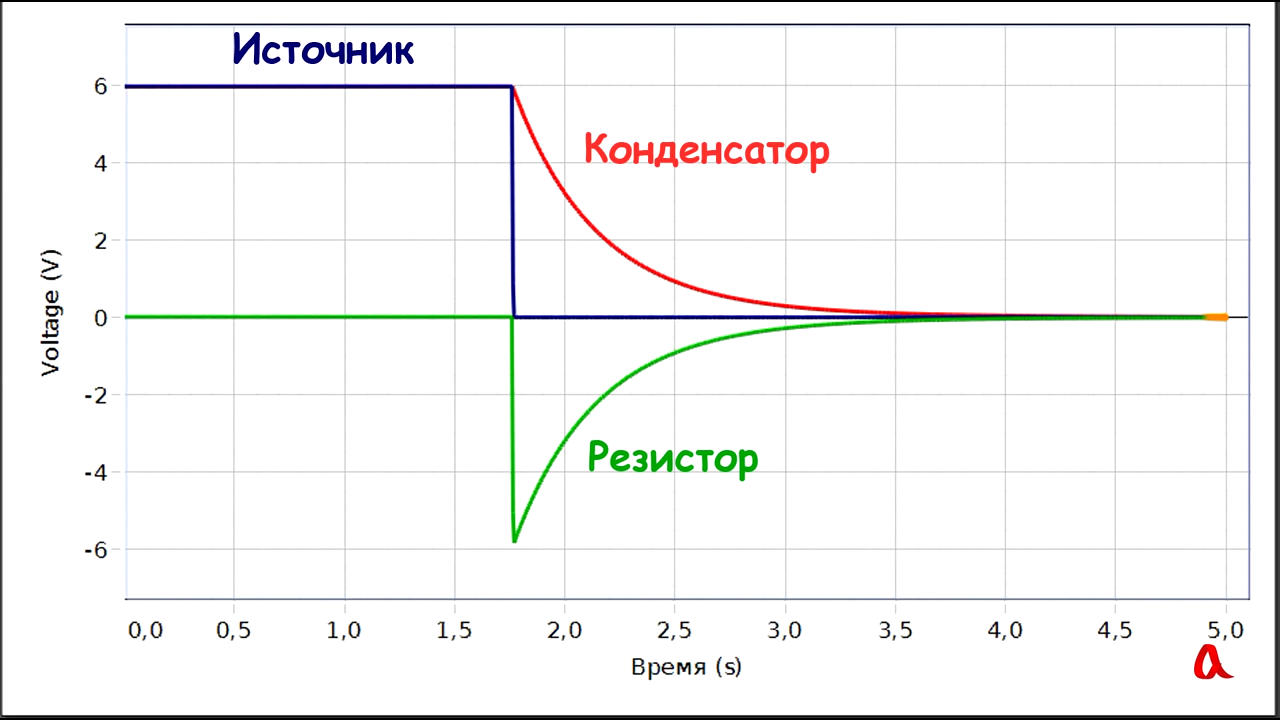 Источник
Конденсатор
Резистор
Voltage (V)
6
4
2
0
-2
-4
-6
0,0 0,5 1,0 1,5 2,0 2,5 3,0 3,5 4,0 4,5 5,0
Время (s)
а